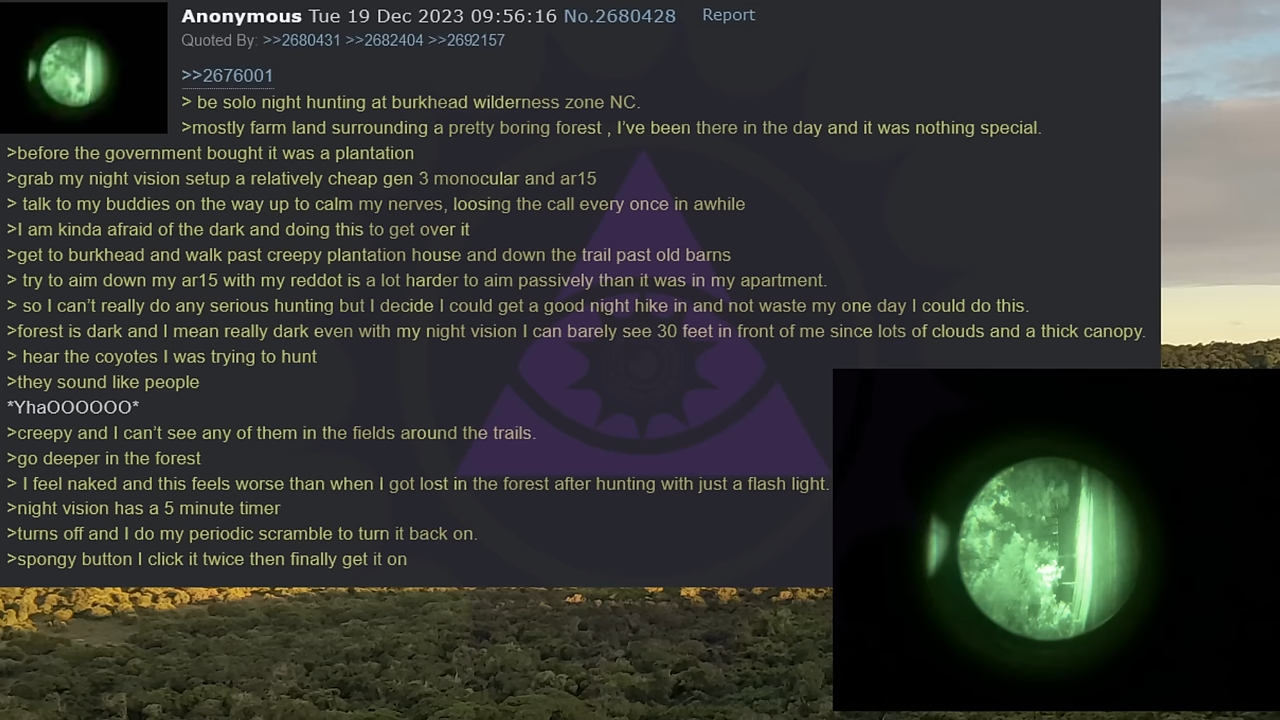 Anonymous Tue 19 Dec 2023 09:56:16 No.2680428 Report
Quoted By: >>2680431 >>2682404 >>2692157
>>2676001
> be solo night hunting at burkhead wilderness zone NC.
>mostly farm land surrounding a pretty boring forest , I’ve been there in the day and it was nothing special.
>before the government bought it was a plantation
>grab my night vision setup a relatively cheap gen 3 monocular and ar15
> talk to my buddies on the way up to calm my nerves, loosing the call every once in awhile
>I am kinda afraid of the dark and doing this to get over it
>get to burkhead and walk past creepy plantation house and down the trail past old barns
> try to aim down my ar15 with my reddot is a lot harder to aim passively than it was in my apartment.
> so I can’t really do any serious hunting but I decide I could get a good night hike in and not waste my one day I could do this.
>forest is dark and I mean really dark even with my night vision I can barely see 30 feet in front of me since lots of clouds and a thick canopy.
> hear the coyotes I was trying to hunt
>they sound like people
*YhaOOOOOO*
>creepy and I can’t see any of them in the fields around the trails.
>go deeper in the forest
> I feel naked and this feels worse than when I got lost in the forest after hunting with just a flash light.
>night vision has a 5 minute timer
>turns off and I do my periodic scramble to turn it back on.
>spongy button I click it twice then finally get it on